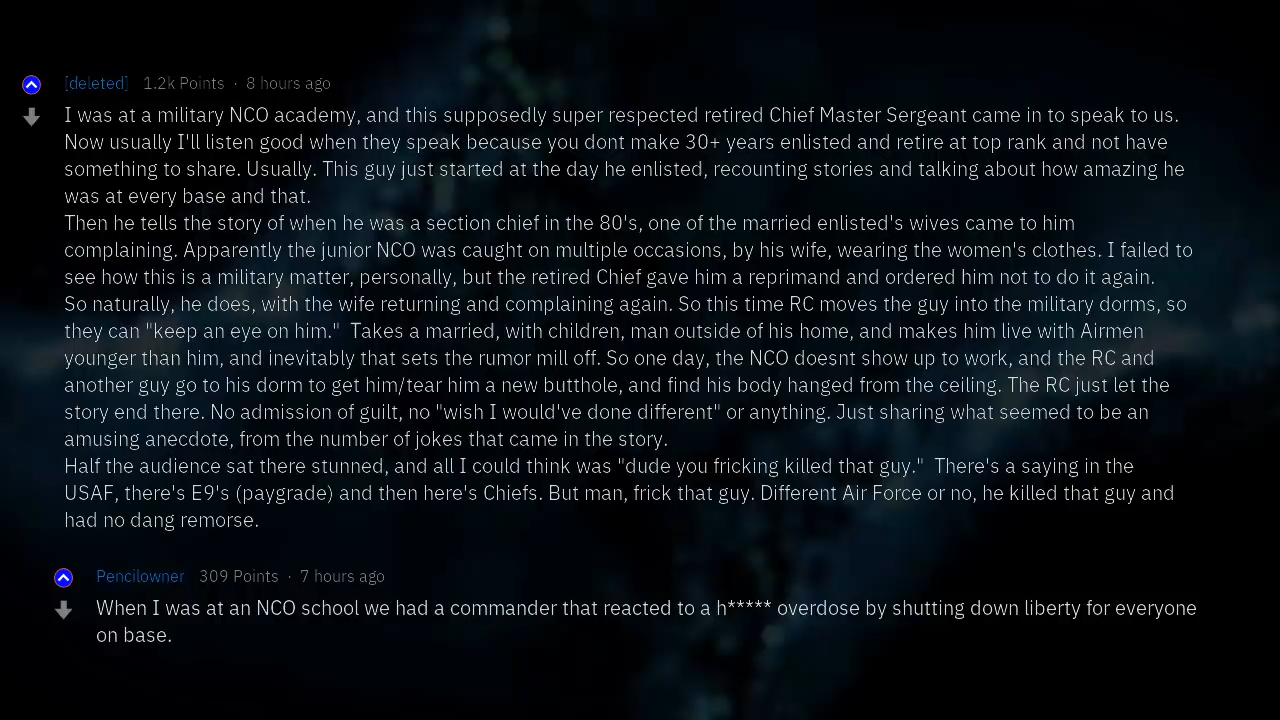 [deleted] 1.2k Points · 8 hours ago
I was at a military NCO academy, and this supposedly super respected retired Chief Master Sergeant came in to speak to us.
Now usually I'll listen good when they speak because you dont make 30+ years enlisted and retire at top rank and not have
something to share. Usually. This guy just started at the day he enlisted, recounting stories and talking about how amazing he
was at every base and that.
Then he tells the story of when he was a section chief in the 80's, one of the married enlisted's wives came to him
complaining. Apparently the junior NCO was caught on multiple occasions, by his wife, wearing the women's clothes. I failed to
see how this is a military matter, personally, but the retired Chief gave him a reprimand and ordered him not to do it again.
So naturally, he does, with the wife returning and complaining again. So this time RC moves the guy into the military dorms, so
they can "keep an eye on him."  Takes a married, with children, man outside of his home, and makes him live with Airmen
younger than him, and inevitably that sets the rumor mill off. So one day, the NCO doesnt show up to work, and the RC and
another guy go to his dorm to get him/tear him a new butthole, and find his body hanged from the ceiling. The RC just let the
story end there. No admission of guilt, no "wish I would've done different" or anything. Just sharing what seemed to be an
amusing anecdote, from the number of jokes that came in the story.
Half the audience sat there stunned, and all I could think was "dude you fricking killed that guy."  There's a saying in the
USAF, there's E9's (paygrade) and then here's Chiefs. But man, frick that guy. Different Air Force or no, he killed that guy and
had no dang remorse.
Pencilowner 309 Points · 7 hours ago
When I was at an NCO school we had a commander that reacted to a h***** overdose by shutting down liberty for everyone
on base.